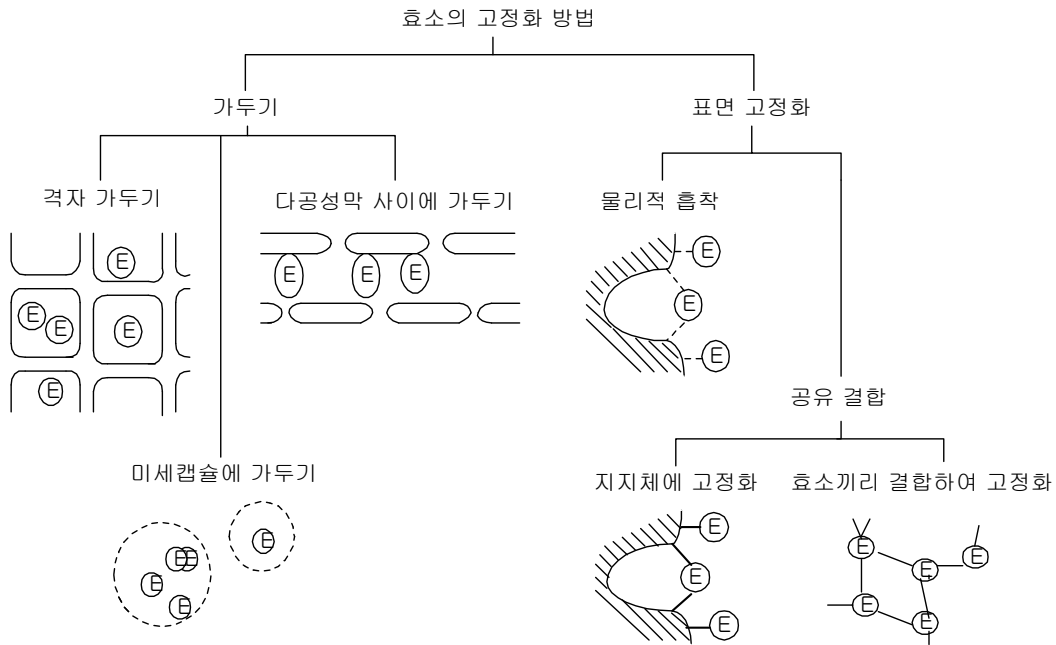 효소의 고정화 방법
가두기
표면 고정화
격자 가두기
다공성막 사이에 가두기
물리적 흡착
E
E
E
E
E
E
E
E
E
E
E
공유 결합
미세캡슐에 가두기
지지체에 고정화
효소끼리 결합하여 고정화
E
E
E
E
E
E
E
E
E
E
E
E
E